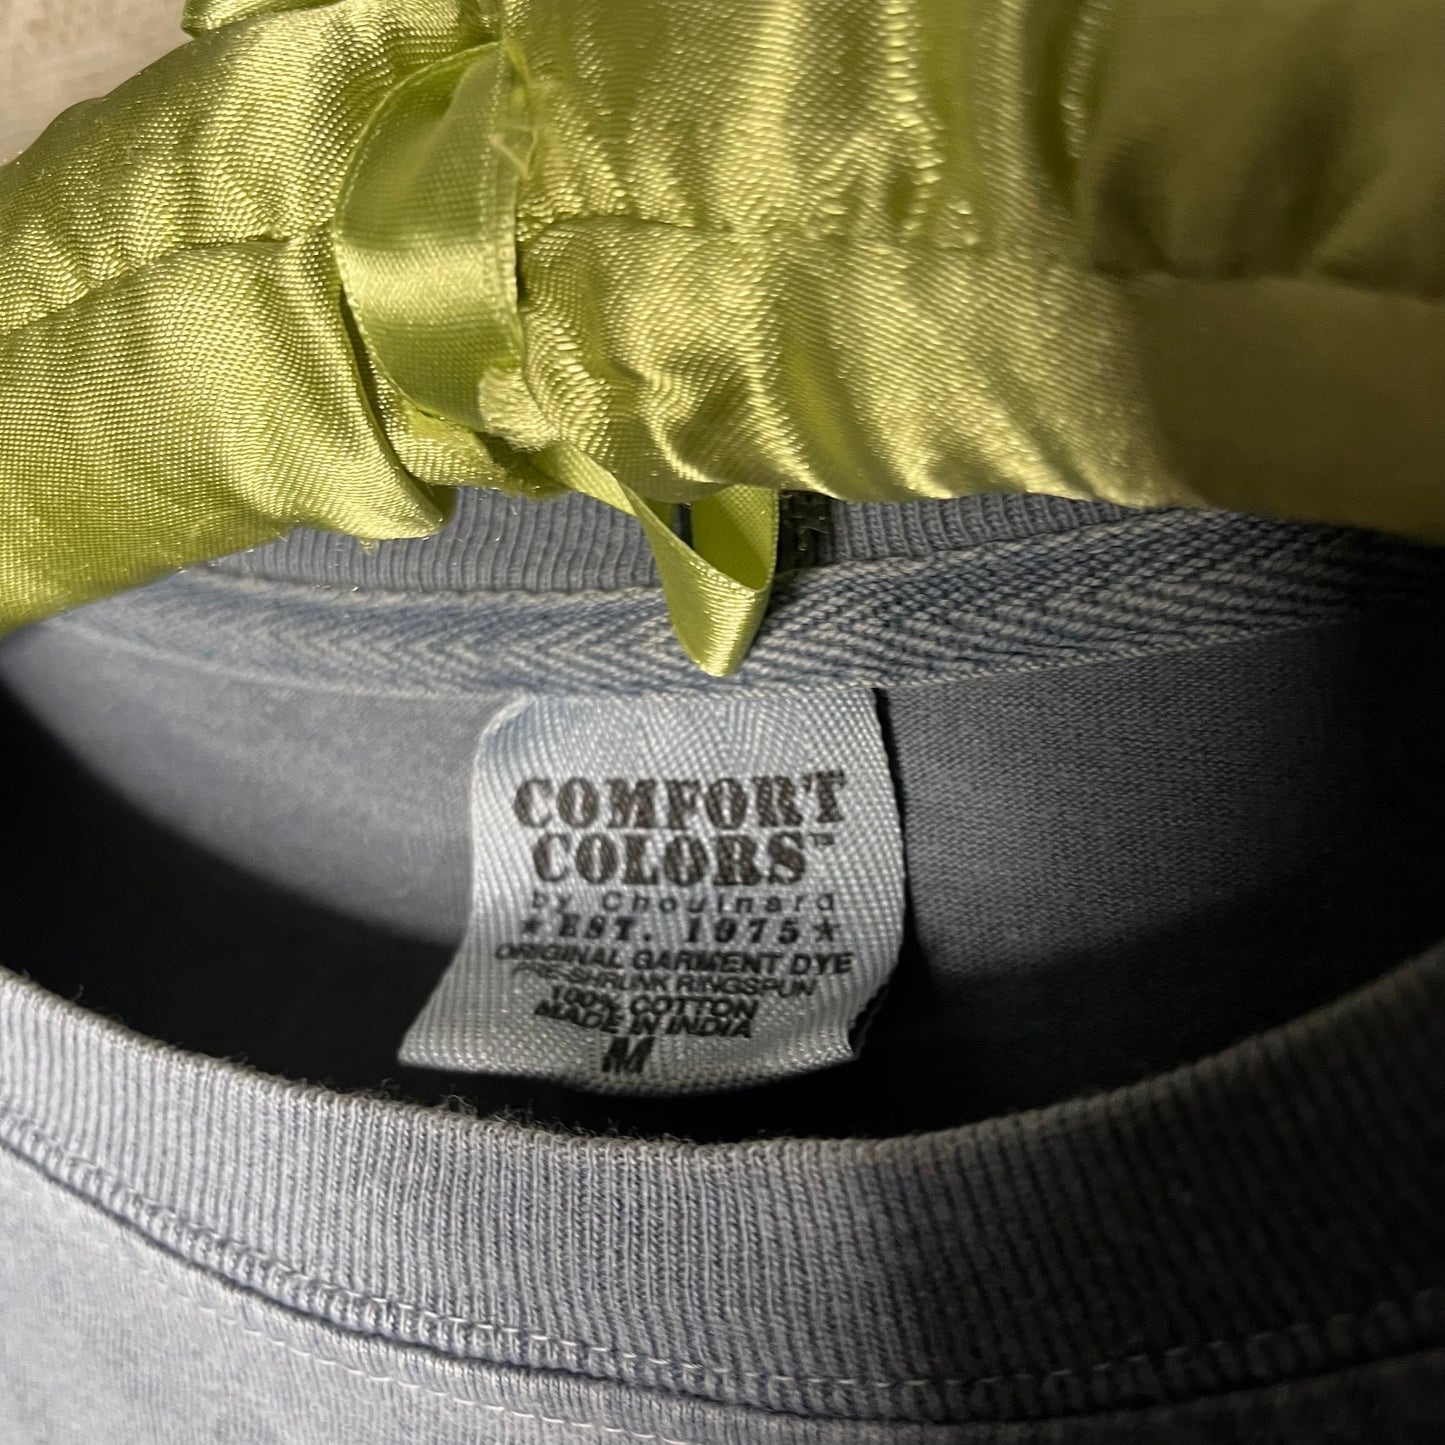 COMFORT
COLORS™
by Chouinard
★ EST. 1975 ★
ORIGINAL GARMENT DYE
PRE-SHRUNK RINGSPUN
100% COTTON
MADE IN INDIA
M